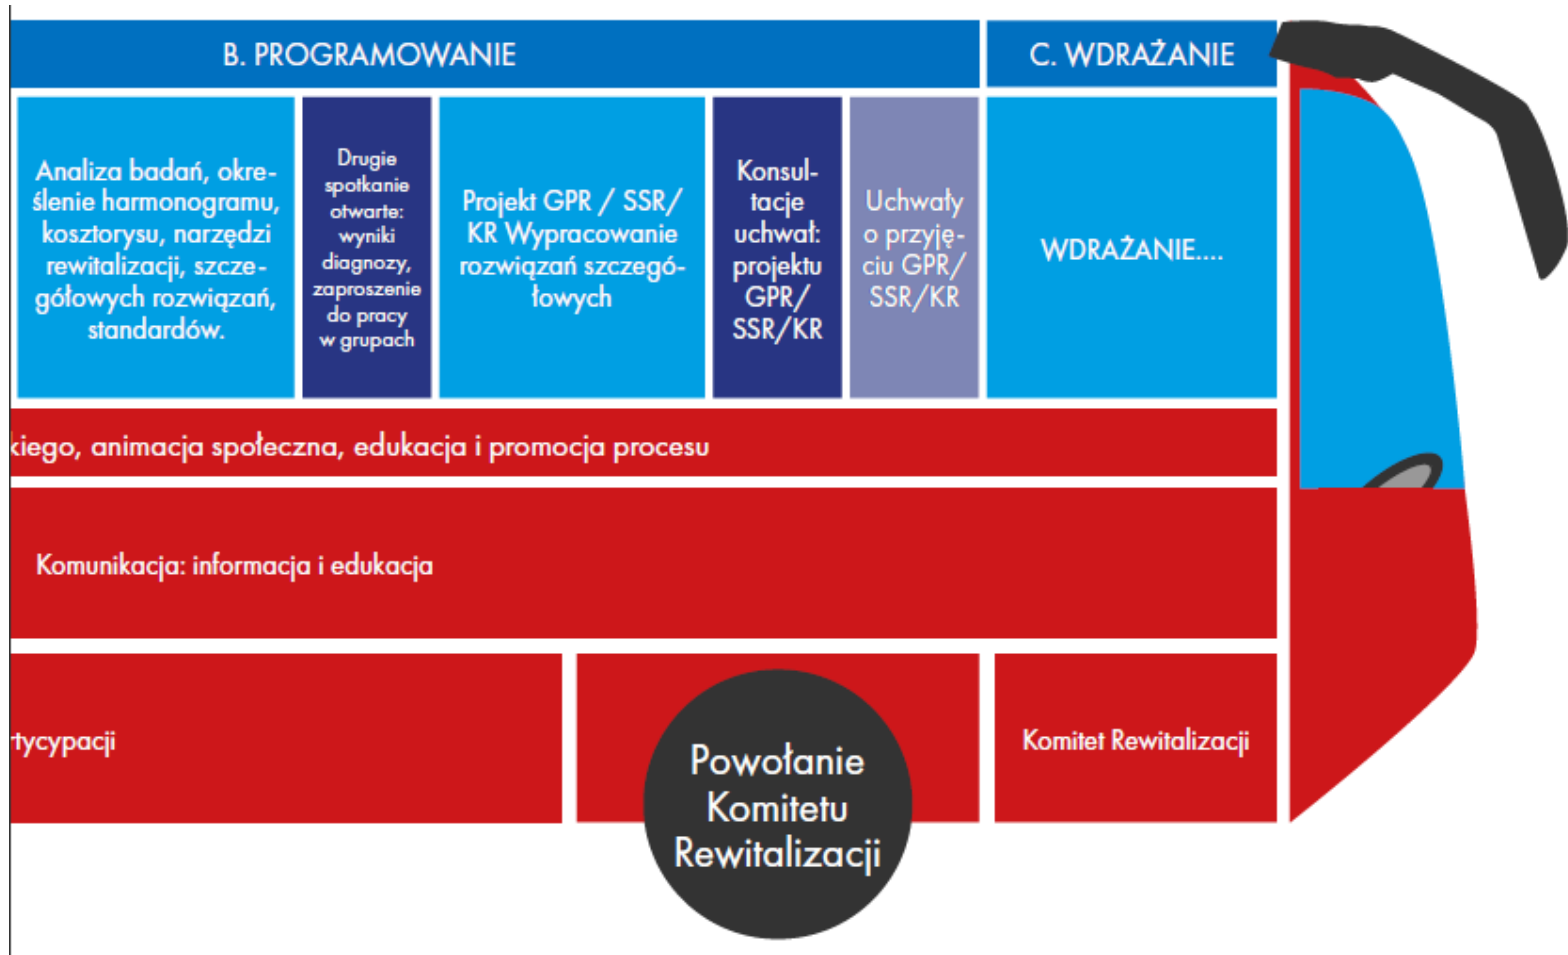 B. PROGRAMOWANIE
C. WDRAŻANIE
Analiza badań, okre-
ślenie harmonogramu,
kosztorysu, narzędzi
rewitalizacji, szcze-
gółowych rozwiązań,
standardów.
Drugie
spotkanie
otwarte:
wyniki
diagnozy,
zaproszenie
do pracy
w grupach
Projekt GPR / SSR/
KR Wypracowanie
rozwiązań szczegó-
łowych
Konsul-
tacje
uchwał:
projektu
GPR/
SSR/KR
Uchwały
o przyję-
ciu GPR/
SSR/KR
WDRAŻANIE....
kiego, animacja społeczna, edukacja i promocja procesu
Komunikacja: informacja i edukacja
rtycypacji
Powołanie
Komitetu
Rewitalizacji
Komitet Rewitalizacji